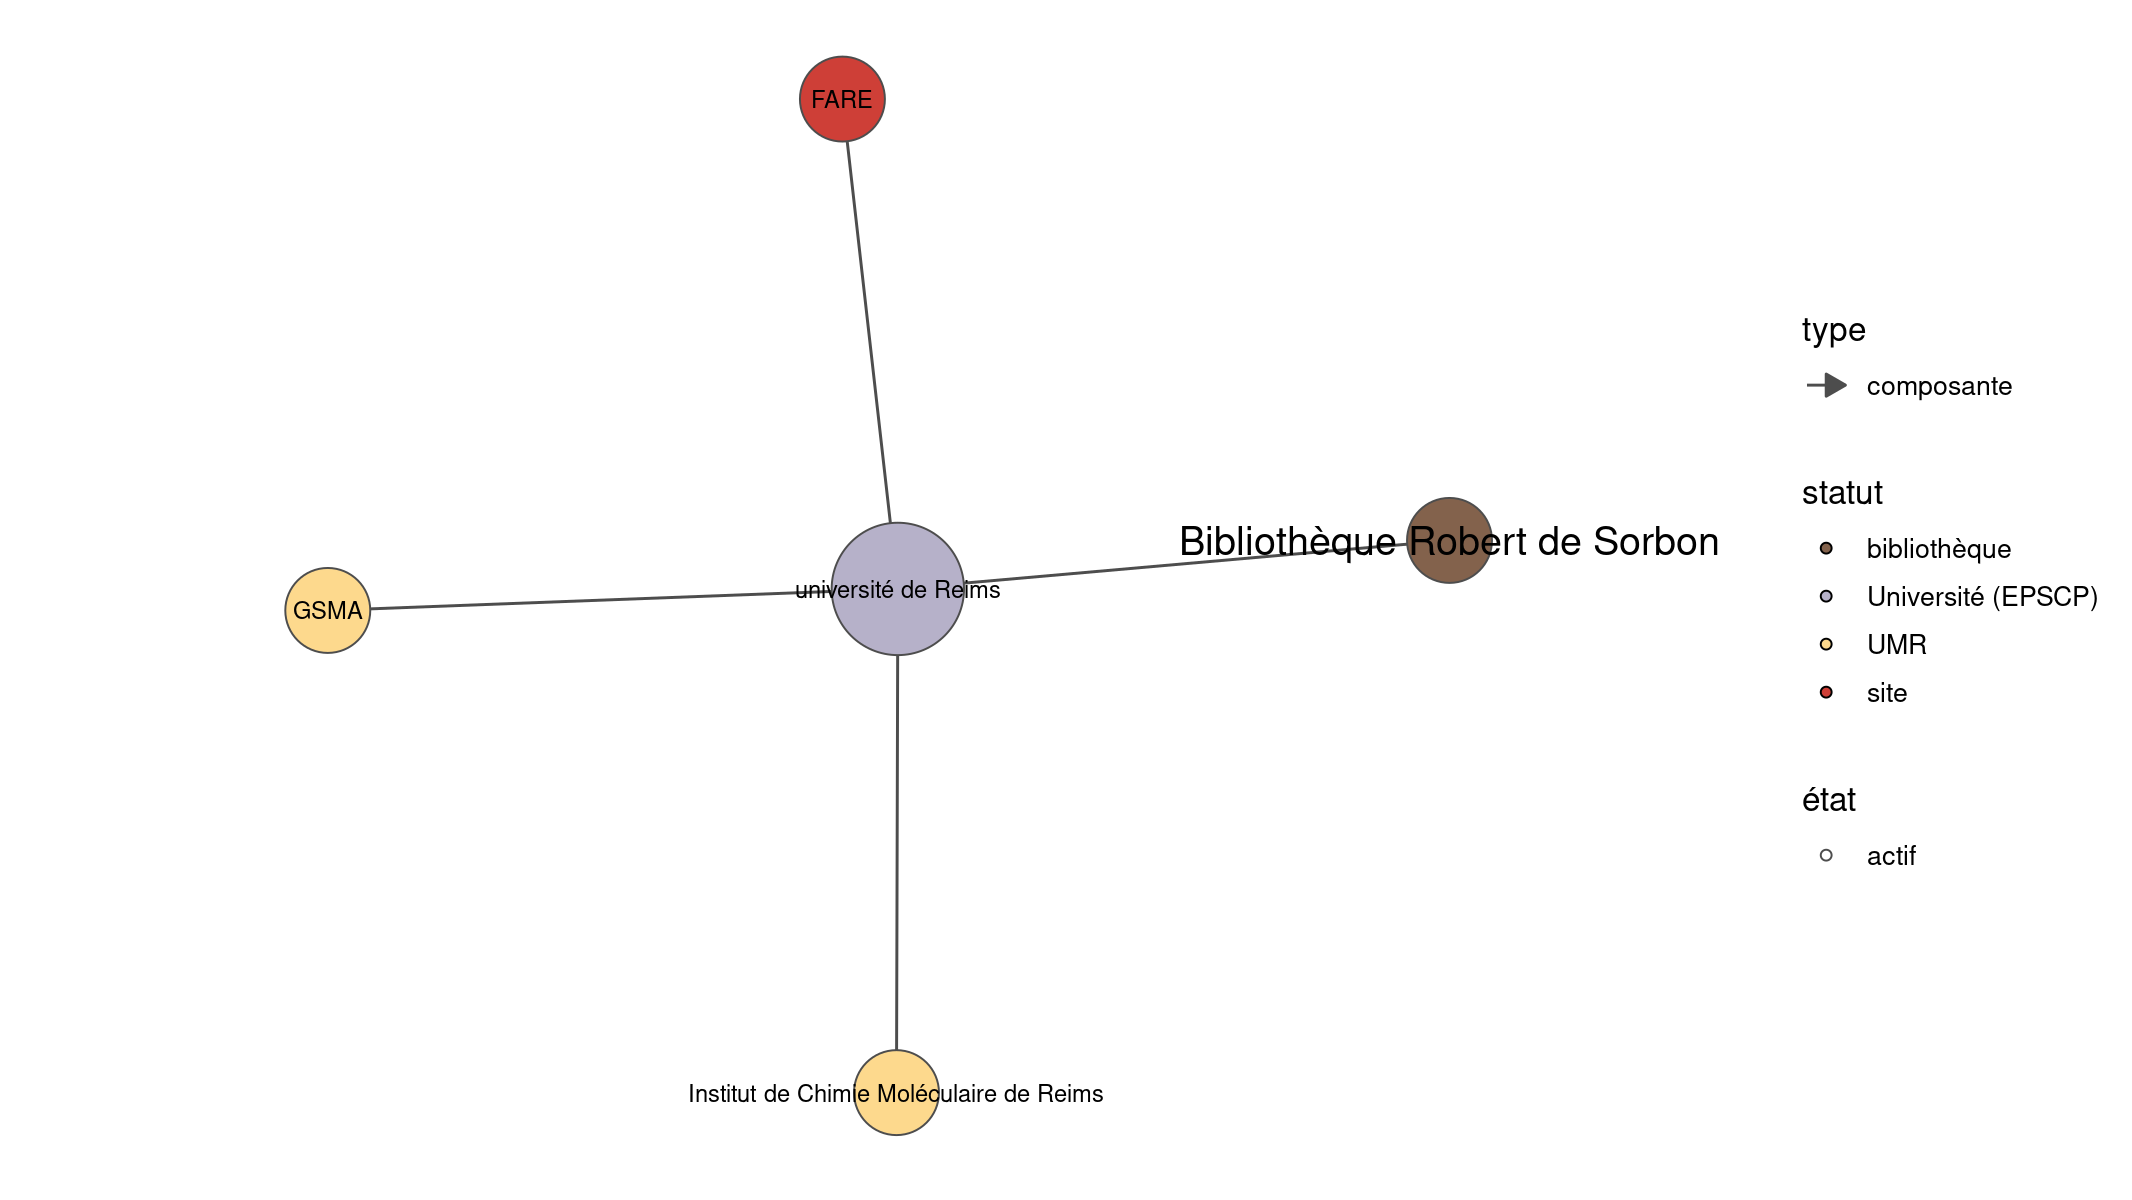 FARE
Bibliothèque Robert de Sorbon
université de Reims
GSMA
Institut de Chimie Moléculaire de Reims
type
composante
statut
bibliothèque
Université (EPSCP)
UMR
site
état
actif